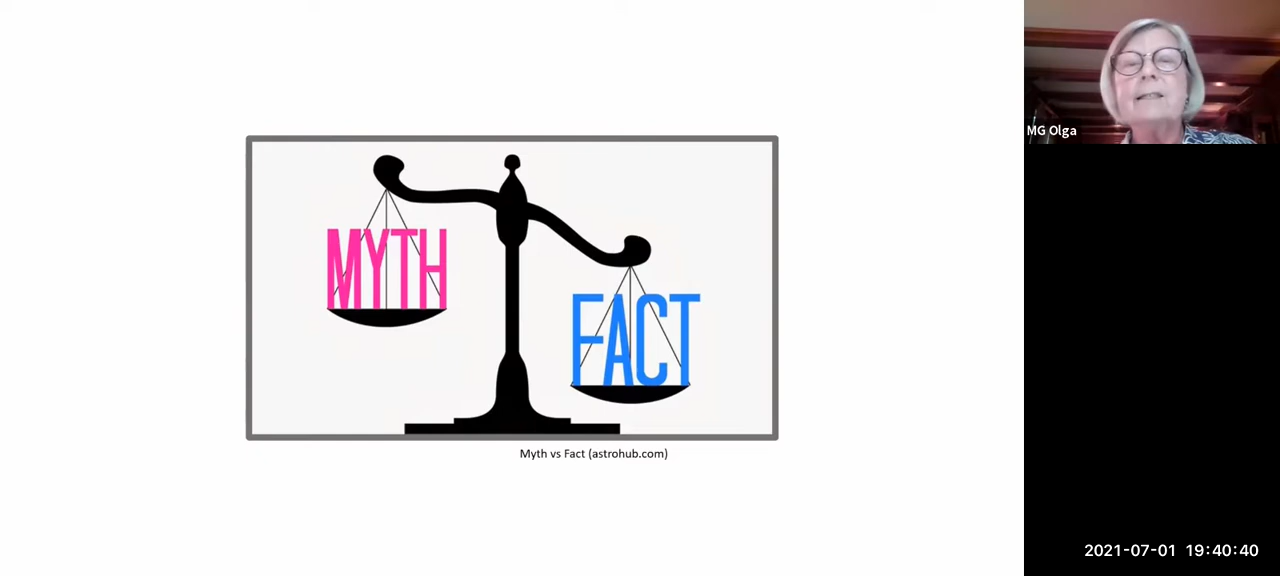 MYTH
FACT
Myth vs Fact (astrohub.com)
MG Olga
2021-07-01 19:40:40